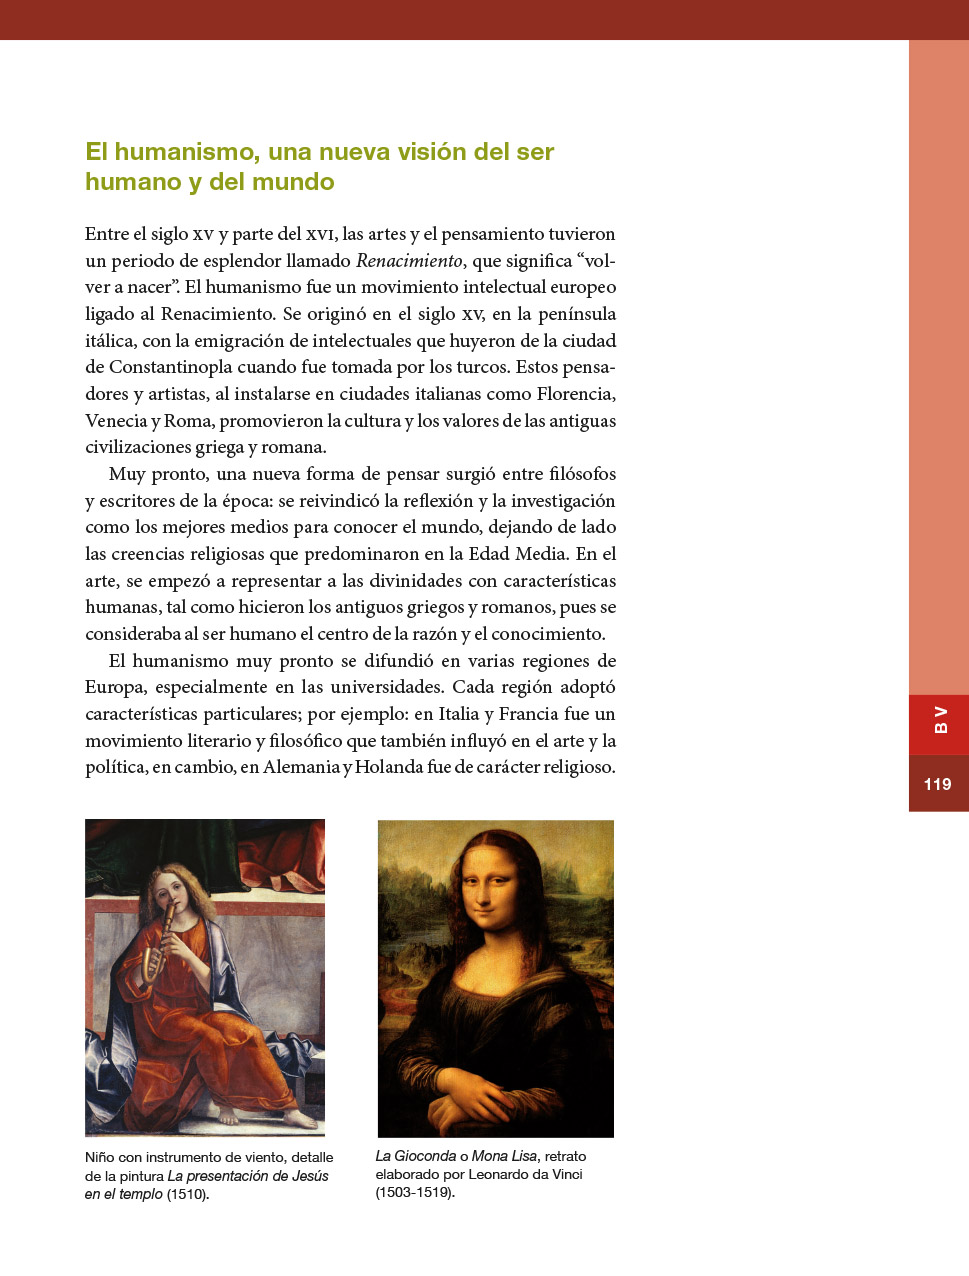 El humanismo, una nueva visión del ser
humano y del mundo
Entre el siglo XV y parte del XVI, las artes y el pensamiento tuvieron
un periodo de esplendor llamado Renacimiento, que significa “vol-
ver a nacer”. El humanismo fue un movimiento intelectual europeo
ligado al Renacimiento. Se originó en el siglo XV, en la península
itálica, con la emigración de intelectuales que huyeron de la ciudad
de Constantinopla cuando fue tomada por los turcos. Estos pensa-
dores y artistas, al instalarse en ciudades italianas como Florencia,
Venecia y Roma, promovieron la cultura y los valores de las antiguas
civilizaciones griega y romana.
Muy pronto, una nueva forma de pensar surgió entre filósofos
y escritores de la época: se reivindicó la reflexión y la investigación
como los mejores medios para conocer el mundo, dejando de lado
las creencias religiosas que predominaron en la Edad Media. En el
arte, se empezó a representar a las divinidades con características
humanas, tal como hicieron los antiguos griegos y romanos, pues se
consideraba al ser humano el centro de la razón y el conocimiento.
El humanismo muy pronto se difundió en varias regiones de
Europa, especialmente en las universidades. Cada región adoptó
características particulares; por ejemplo: en Italia y Francia fue un
movimiento literario y filosófico que también influyó en el arte y la
política, en cambio, en Alemania y Holanda fue de carácter religioso.
B V
119
Niño con instrumento de viento, detalle
de la pintura La presentación de Jesús
en el templo (1510).
La Gioconda o Mona Lisa, retrato
elaborado por Leonardo da Vinci
(1503-1519).